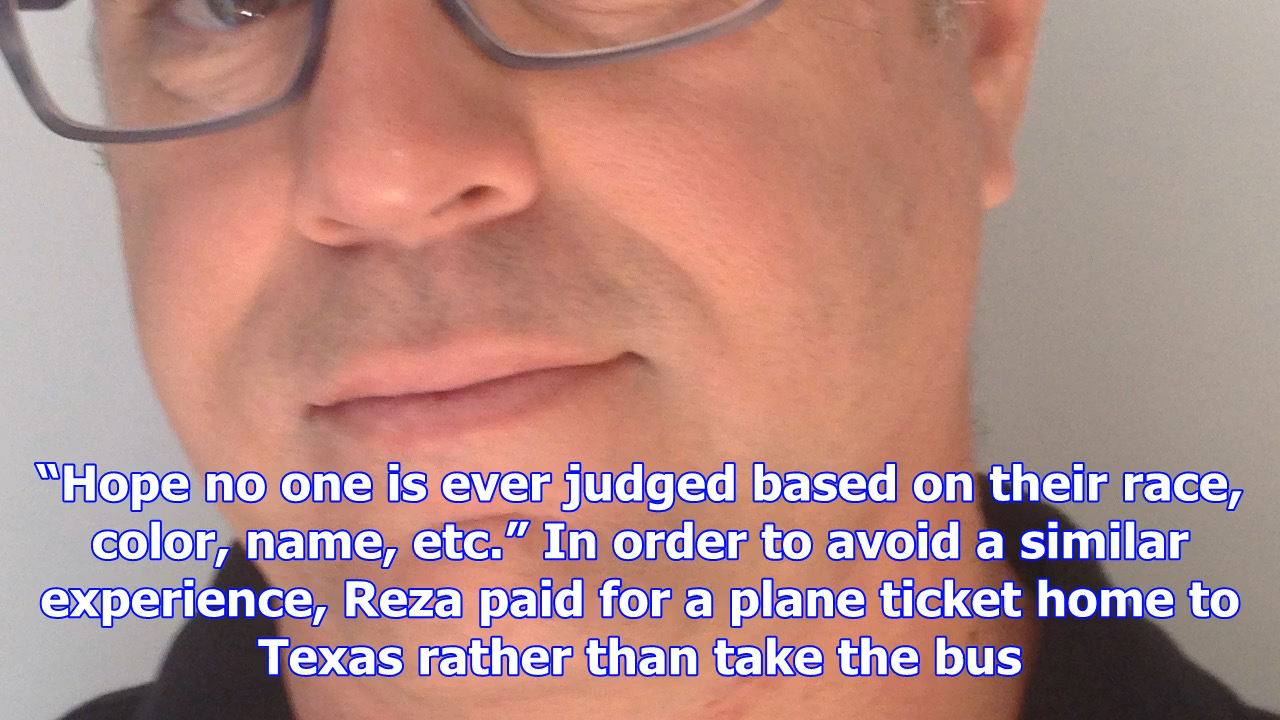 “Hope no one is ever judged based on their race,
color, name, etc.” In order to avoid a similar
experience, Reza paid for a plane ticket home to
Texas rather than take the bus